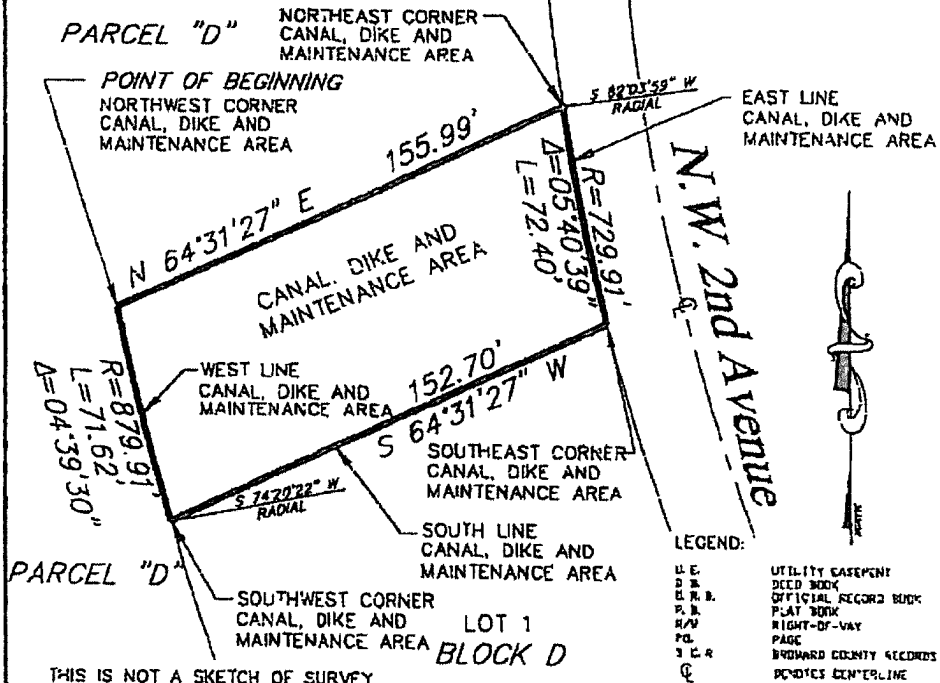 PARCEL "D"
NORTHEAST CORNER
CANAL, DIKE AND
MAINTENANCE AREA
POINT OF BEGINNING
NORTHWEST CORNER
CANAL, DIKE AND
MAINTENANCE AREA
S 82°03'59" W
RADIAL
EAST LINE
CANAL, DIKE AND
MAINTENANCE AREA
N 64°31'27" E 155.99'
R=729.91'
Δ=05°40'39"
L=72.40'
N.W. 2nd Avenue
CANAL, DIKE AND
MAINTENANCE AREA
WEST LINE
CANAL, DIKE AND
MAINTENANCE AREA
R=879.91'
L=71.62'
Δ=04°39'30"
152.70'
S 64°31'27" W
S 74°20'22" W
RADIAL
SOUTHEAST CORNER
CANAL, DIKE AND
MAINTENANCE AREA
SOUTH LINE
CANAL, DIKE AND
MAINTENANCE AREA
PARCEL "D"
SOUTHWEST CORNER
CANAL, DIKE AND
MAINTENANCE AREA
LOT 1
BLOCK D
THIS IS NOT A SKETCH OF SURVEY
NORTH
LEGEND:
U.E. UTILITY EASEMENT
D.B. DEED BOOK
O.R.B. OFFICIAL RECORD BOOK
P.B. PLAT BOOK
R/W RIGHT-OF-WAY
PG. PAGE
B.C.R. BROWARD COUNTY RECORDS
℄ DENOTES CENTERLINE